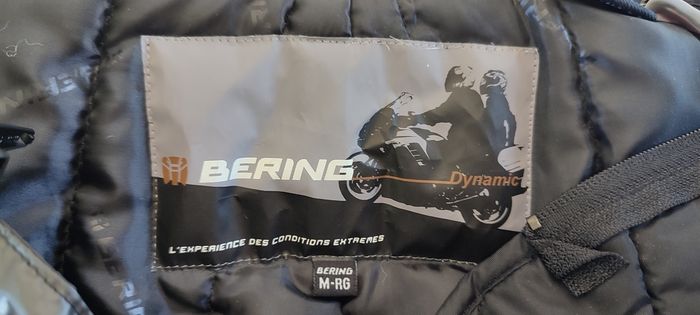 BERING
Dynamic
L'EXPERIENCE DES CONDITIONS EXTREMES
BERING
M-RG